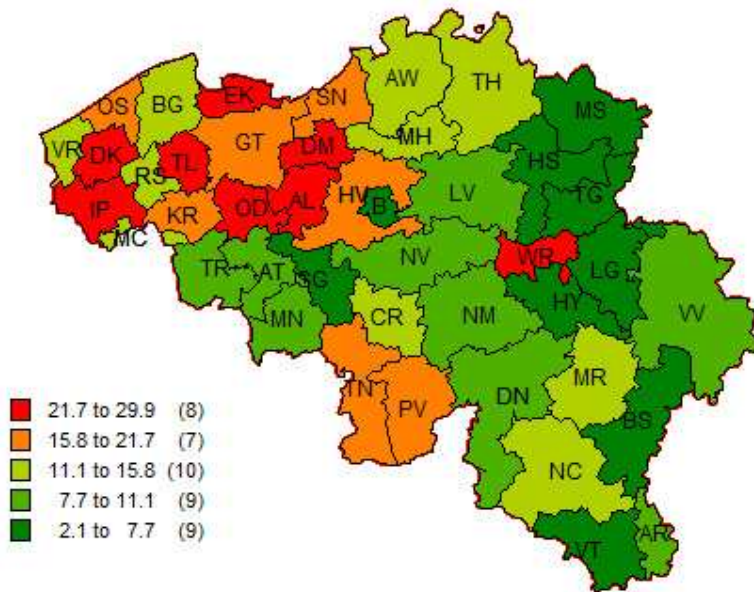 AW
TH
EK
SN
OS
BG
MS
MH
GT
VR
DK
DM
HS
TL
RS
TG
HV
LV
IP
OD
AL
B
KR
MC
NV
WR
LG
TR
AT
SG
HY
MN
CR
NM
VV
MR
TN
PV
DN
BS
NC
AR
VT
21.7 to 29.9 (8)
15.8 to 21.7 (7)
11.1 to 15.8 (10)
7.7 to 11.1 (9)
2.1 to 7.7 (9)